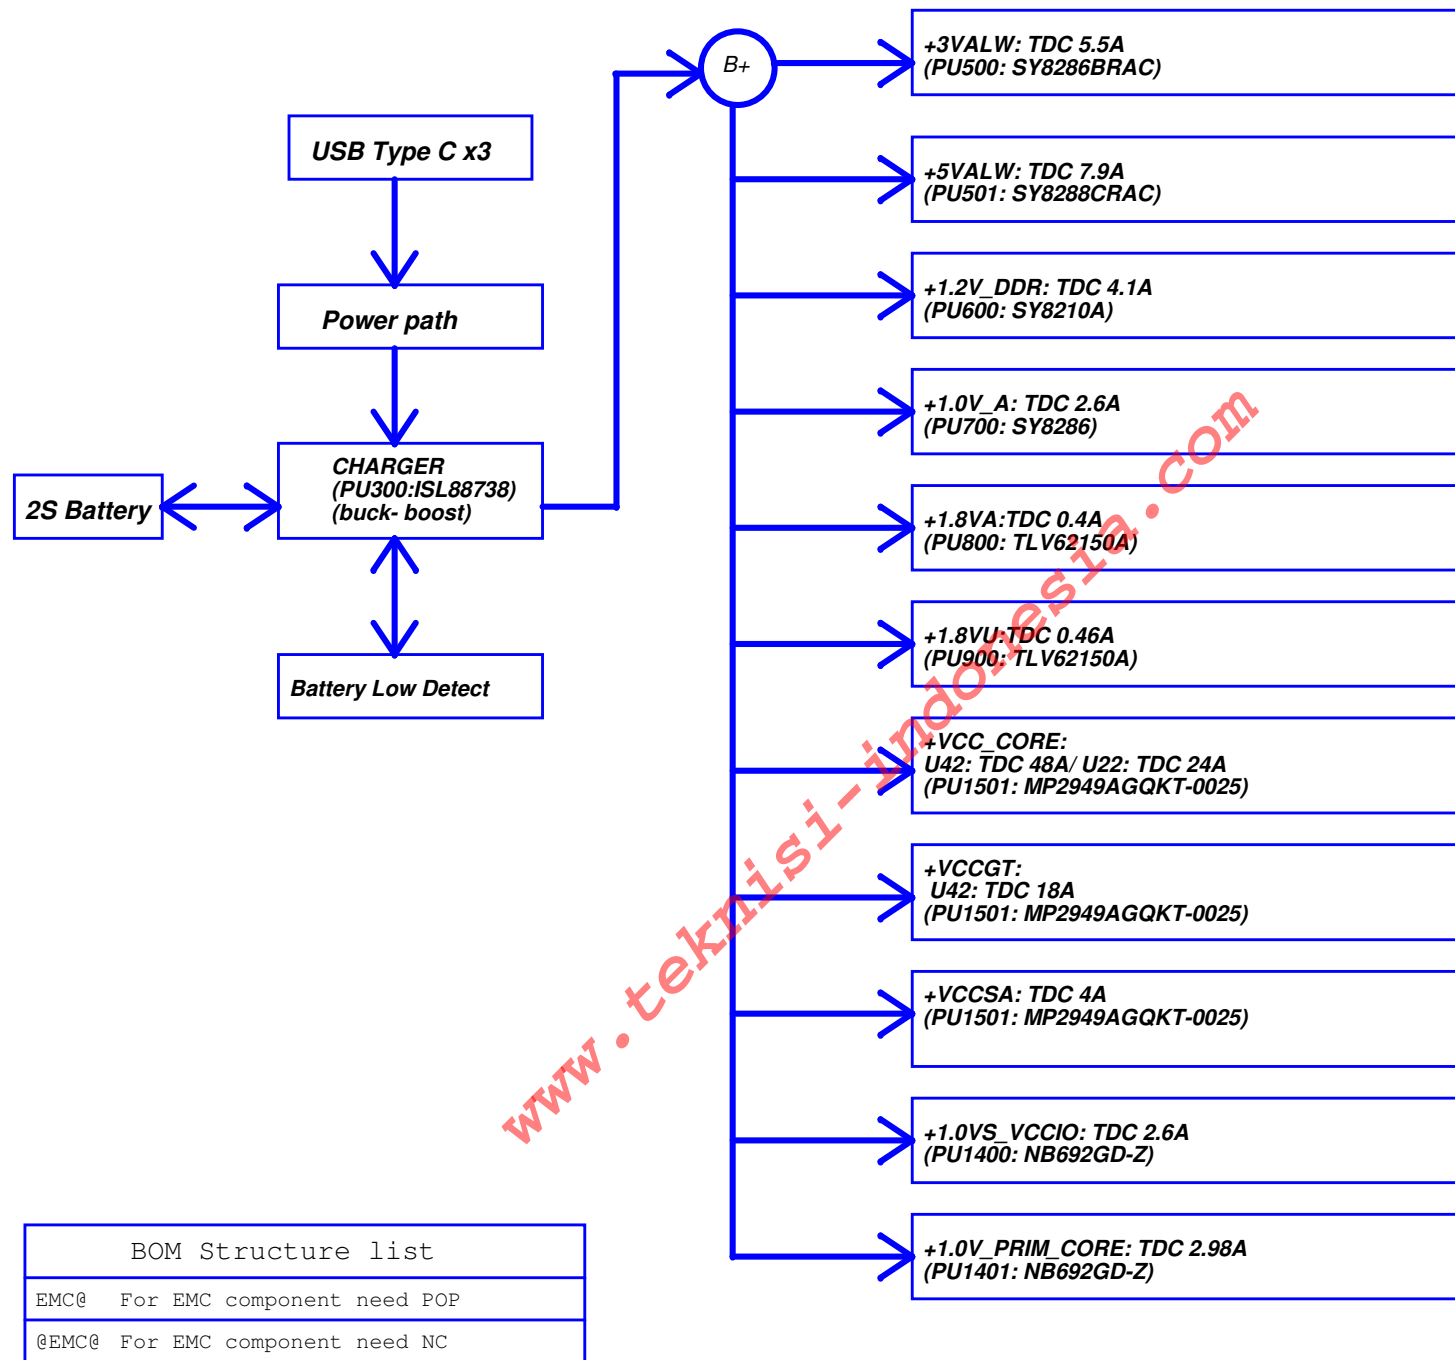 B+
+3VALW: TDC 5.5A
(PU500: SY8286BRAC)
USB Type C x3
+5VALW: TDC 7.9A
(PU501: SY8288CRAC)
Power path
+1.2V_DDR: TDC 4.1A
(PU600: SY8210A)
+1.0V_A: TDC 2.6A
(PU700: SY8286)
CHARGER
(PU300:ISL88738)
(buck- boost)
2S Battery
+1.8VA:TDC 0.4A
(PU800: TLV62150A)
Battery Low Detect
+1.8VU:TDC 0.46A
(PU900: TLV62150A)
+VCC_CORE:
U42: TDC 48A/ U22: TDC 24A
(PU1501: MP2949AGQKT-0025)
+VCCGT:
U42: TDC 18A
(PU1501: MP2949AGQKT-0025)
+VCCSA: TDC 4A
(PU1501: MP2949AGQKT-0025)
+1.0VS_VCCIO: TDC 2.6A
(PU1400: NB692GD-Z)
+1.0V_PRIM_CORE: TDC 2.98A
(PU1401: NB692GD-Z)
www.teknisi-indonesia.com
BOM Structure list
EMC@ For EMC component need POP
@EMC@ For EMC component need NC